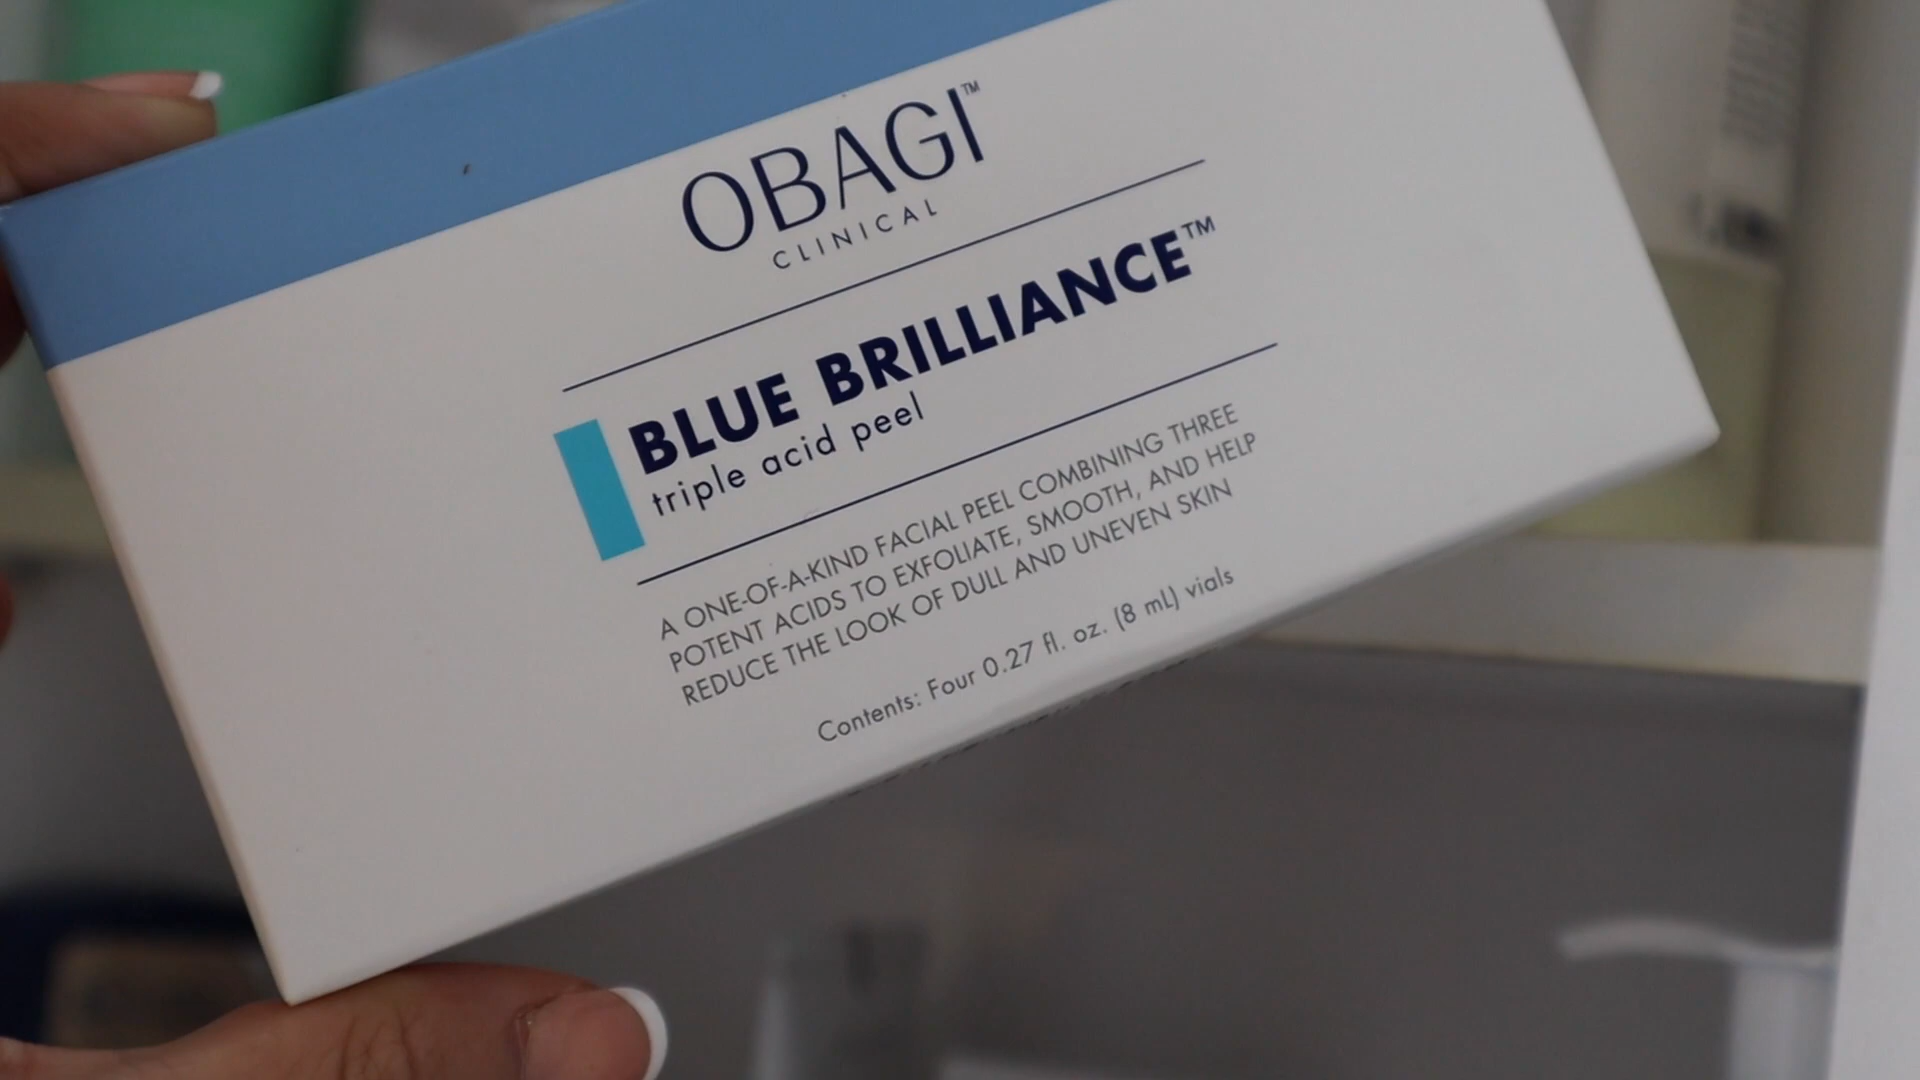 OBAGI™
CLINICAL
BLUE BRILLIANCE™
triple acid peel
A ONE-OF-A-KIND FACIAL PEEL COMBINING THREE
POTENT ACIDS TO EXFOLIATE, SMOOTH, AND HELP
REDUCE THE LOOK OF DULL AND UNEVEN SKIN
Contents: Four 0.27 fl. oz. (8 mL) vials